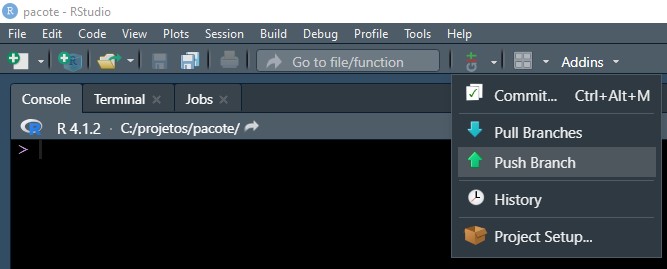 R pacote - RStudio
File Edit Code View Plots Session Build Debug Profile Tools Help
R Go to file/function Git Addins
Console Terminal Jobs
R R 4.1.2 · C:/projetos/pacote/
>
Commit... Ctrl+Alt+M
Pull Branches
Push Branch
History
Project Setup...